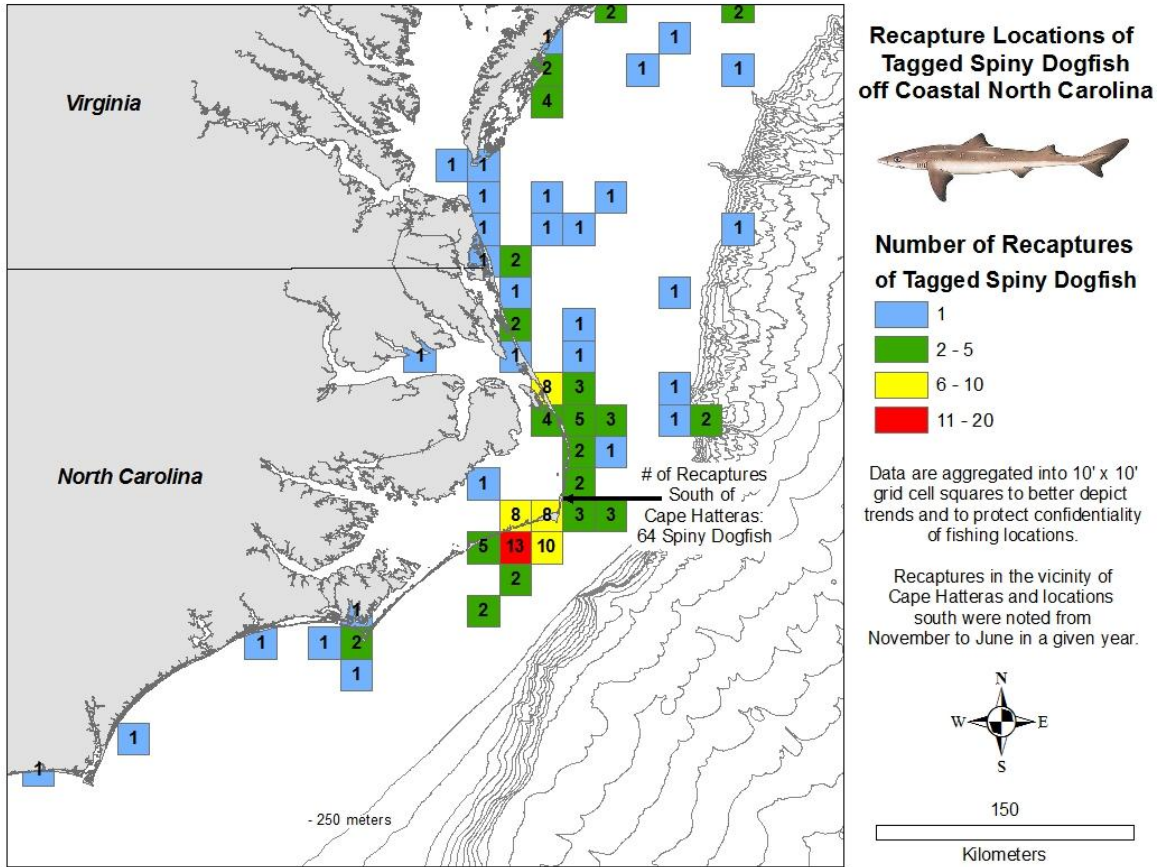 2 2
1 1
2 1 1
Virginia
4
1 1
1 1 1
1 1 1 1
1 2
1 1
2 1
1 1 1
8 3 1
4 5 3 1 2
2 1
North Carolina
1 2
# of Recaptures
South of
Cape Hatteras:
64 Spiny Dogfish
8 8 3 3
5 13 10
2
1 2
1 1 2
1
1
1
- 250 meters
Recapture Locations of
Tagged Spiny Dogfish
off Coastal North Carolina
Number of Recaptures
of Tagged Spiny Dogfish
1
2 - 5
6 - 10
11 - 20
Data are aggregated into 10' x 10'
grid cell squares to better depict
trends and to protect confidentiality
of fishing locations.
Recaptures in the vicinity of
Cape Hatteras and locations
south were noted from
November to June in a given year.
N
W E
S
150
Kilometers